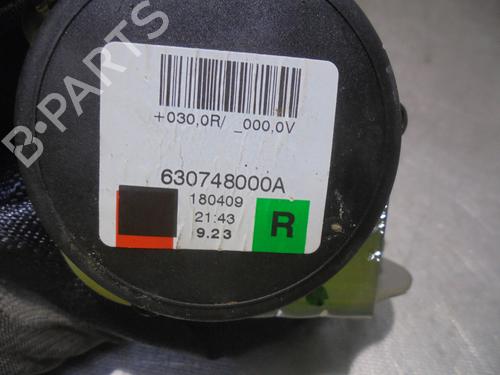 B-PARTS
+030,0R/ _000,0V
630748000A
180409
21:43
9.23
R